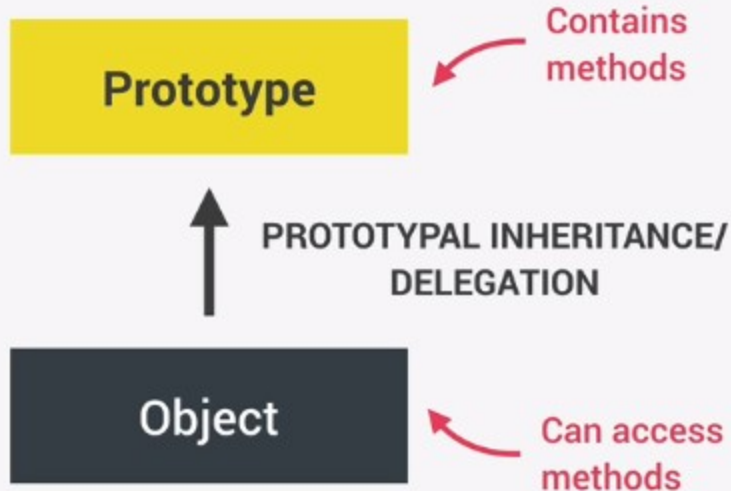 Contains
methods
Prototype
PROTOTYPAL INHERITANCE/
DELEGATION
Object
Can access
methods